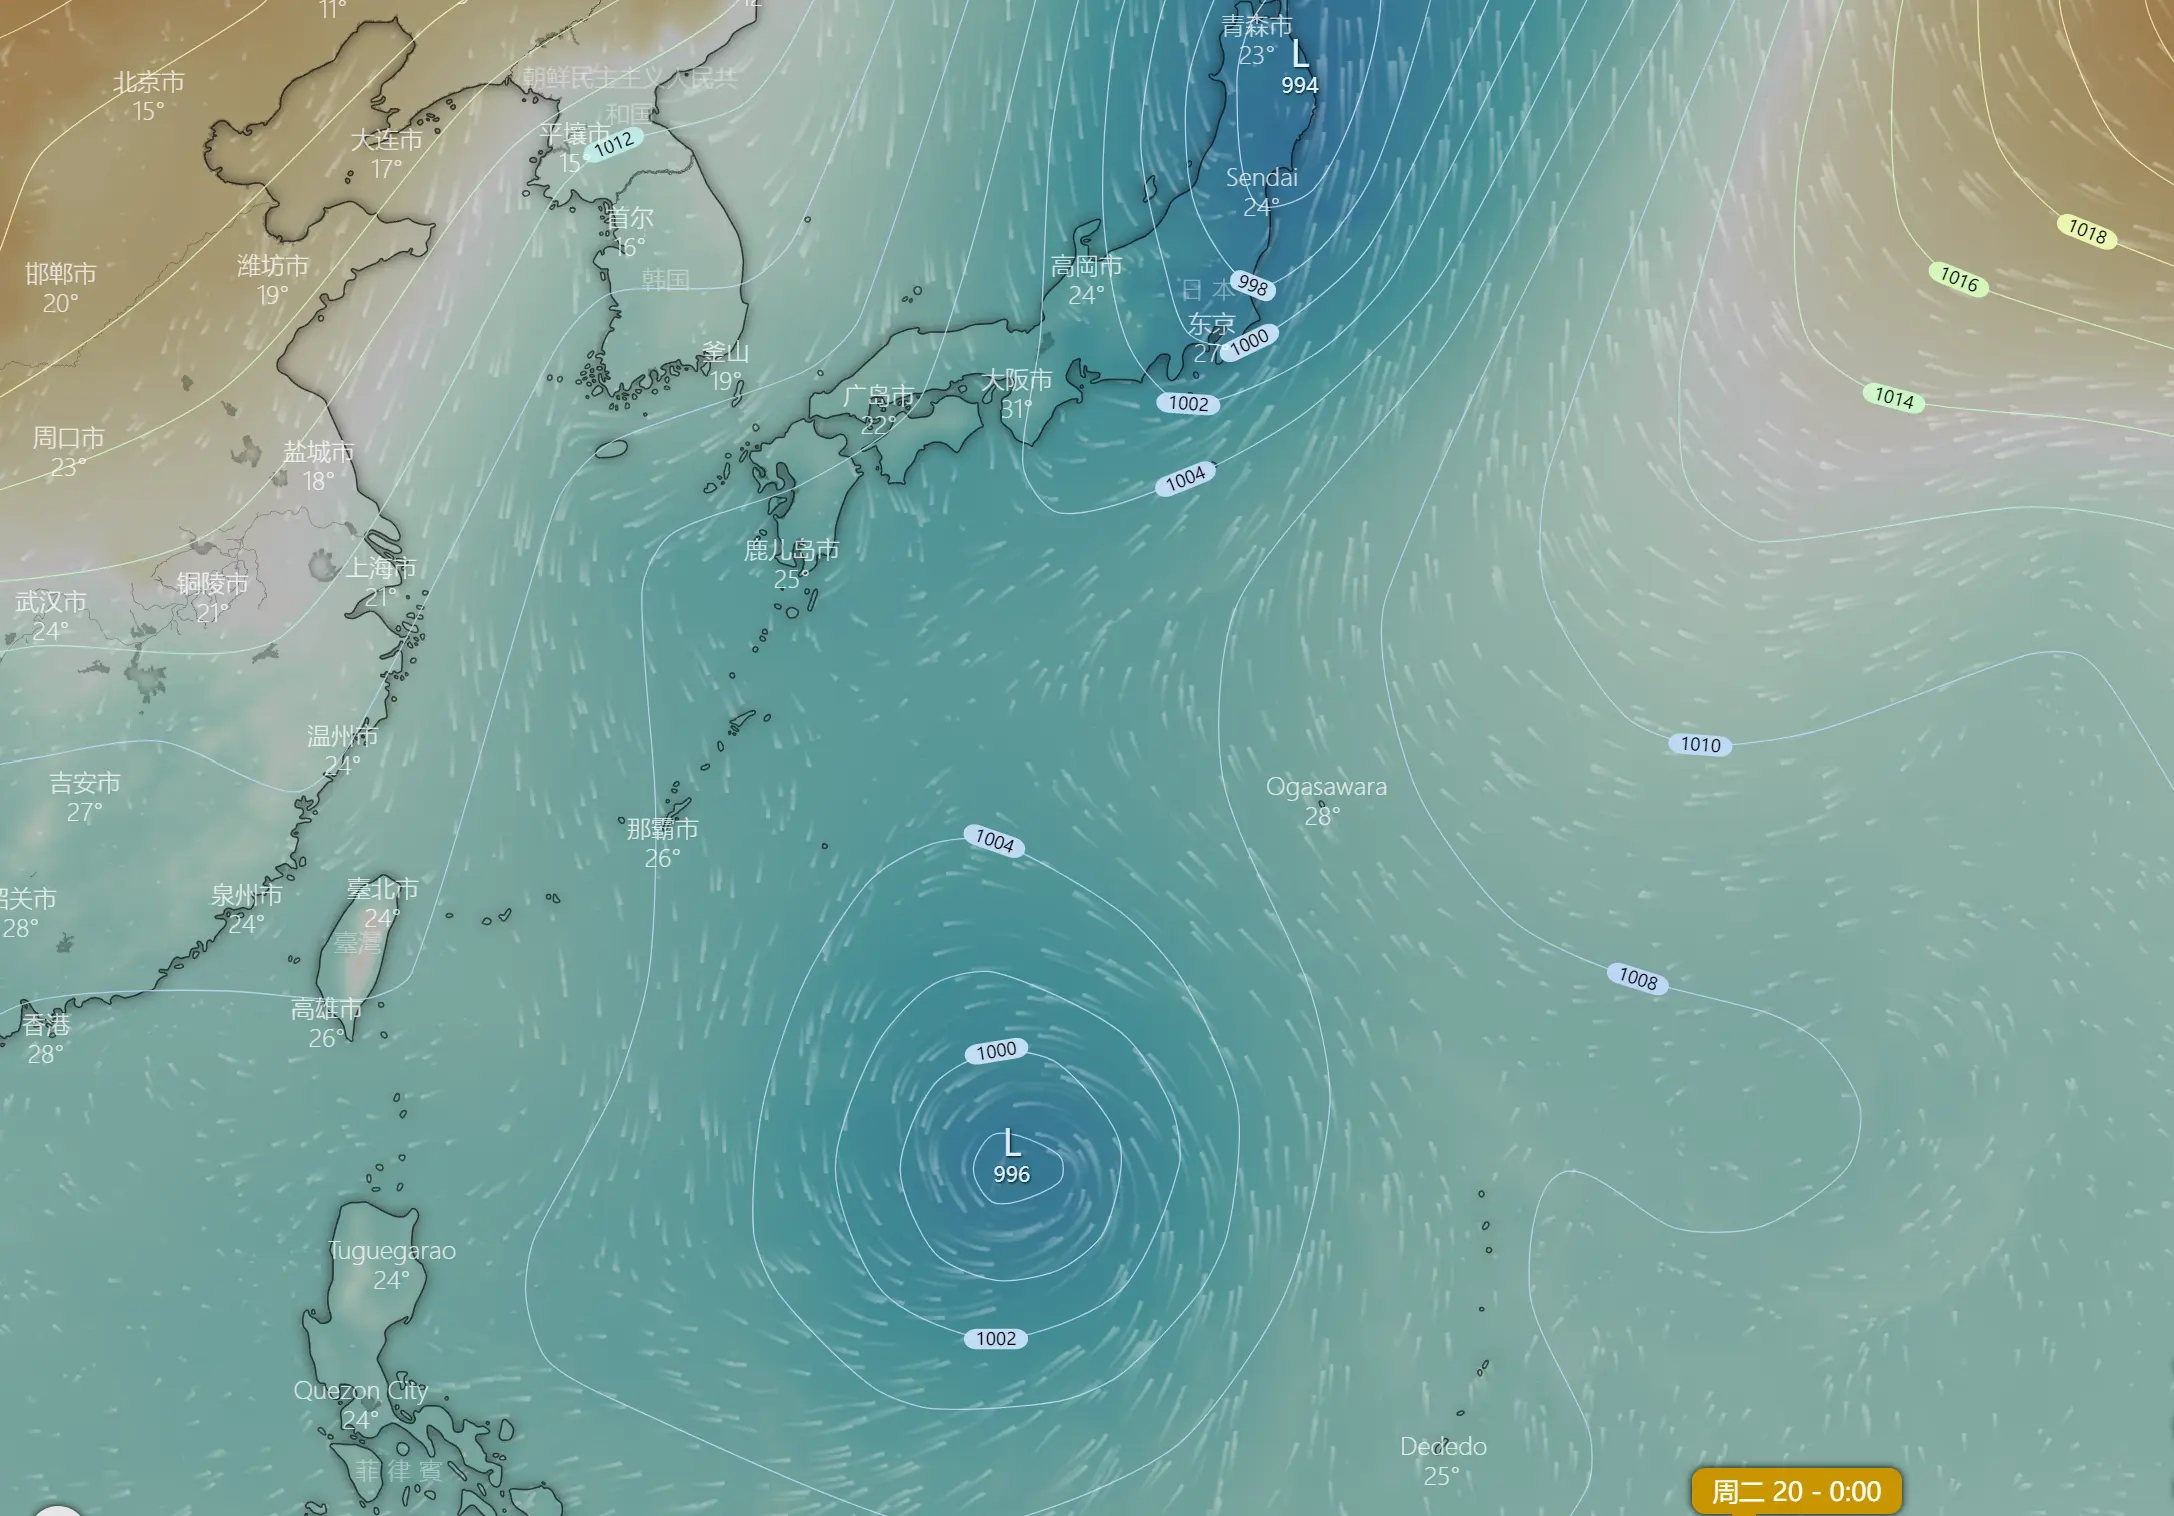 11°
12
青森市
23°
L
994
北京市
15°
朝鲜民主主义人民共
和国
平壤市
15°
1012
大连市
17°
Sendai
24°
首尔
16°
韩国
1018
1016
邯郸市
20°
潍坊市
19°
高冈市
24°
日本
998
东京
27°
1000
釜山
19°
大阪市
31°
广岛市
22°
1002
1014
周口市
23°
盐城市
18°
1004
鹿儿岛市
25°
上海市
21°
铜陵市
21°
武汉市
24°
温州市
24°
1010
吉安市
27°
Ogasawara
28°
那霸市
26°
1004
韶关市
28°
泉州市
24°
臺北市
24°
臺灣
1008
高雄市
26°
香港
28°
1000
L
996
Tuguegarao
24°
1002
Quezon City
24°
菲律賓
Dededo
25°
周二 20 - 0:00